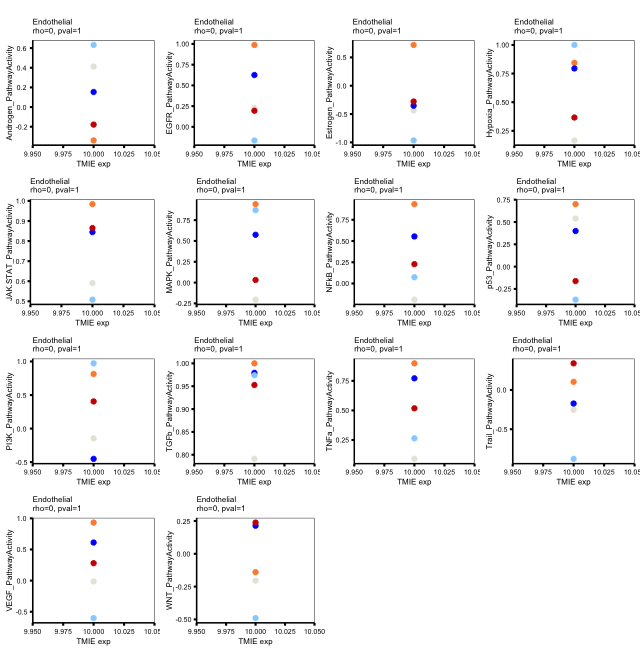 Endothelial
rho=0, pval=1
Androgen_PathwayActivity
0.6
0.4
0.2
0.0
-0.2
9.950 9.975 10.000 10.025 10.05
TMIE exp
Endothelial
rho=0, pval=1
EGFR_PathwayActivity
1.00
0.75
0.50
0.25
0.00
9.950 9.975 10.000 10.025 10.05
TMIE exp
Endothelial
rho=0, pval=1
Estrogen_PathwayActivity
0.5
0.0
-0.5
-1.0
9.950 9.975 10.000 10.025 10.05
TMIE exp
Endothelial
rho=0, pval=1
Hypoxia_PathwayActivity
1.00
0.75
0.50
0.25
9.950 9.975 10.000 10.025 10.05
TMIE exp
Endothelial
rho=0, pval=1
JAK.STAT_PathwayActivity
1.0
0.9
0.8
0.7
0.6
0.5
9.950 9.975 10.000 10.025 10.05
TMIE exp
Endothelial
rho=0, pval=1
MAPK_PathwayActivity
0.75
0.50
0.25
0.00
-0.25
9.950 9.975 10.000 10.025 10.05
TMIE exp
Endothelial
rho=0, pval=1
NFkB_PathwayActivity
0.75
0.50
0.25
0.00
9.950 9.975 10.000 10.025 10.05
TMIE exp
Endothelial
rho=0, pval=1
p53_PathwayActivity
0.75
0.50
0.25
0.00
-0.25
9.950 9.975 10.000 10.025 10.05
TMIE exp
Endothelial
rho=0, pval=1
PI3K_PathwayActivity
1.0
0.5
0.0
-0.5
9.950 9.975 10.000 10.025 10.05
TMIE exp
Endothelial
rho=0, pval=1
TGFb_PathwayActivity
1.00
0.95
0.90
0.85
0.80
9.950 9.975 10.000 10.025 10.05
TMIE exp
Endothelial
rho=0, pval=1
TNFa_PathwayActivity
0.75
0.50
0.25
9.950 9.975 10.000 10.025 10.05
TMIE exp
Endothelial
rho=0, pval=1
Trail_PathwayActivity
0.0
-0.5
9.950 9.975 10.000 10.025 10.05
TMIE exp
Endothelial
rho=0, pval=1
VEGF_PathwayActivity
1.0
0.5
0.0
-0.5
9.950 9.975 10.000 10.025 10.05
TMIE exp
Endothelial
rho=0, pval=1
WNT_PathwayActivity
0.25
0.00
-0.25
-0.50
9.950 9.975 10.000 10.025 10.050
TMIE exp